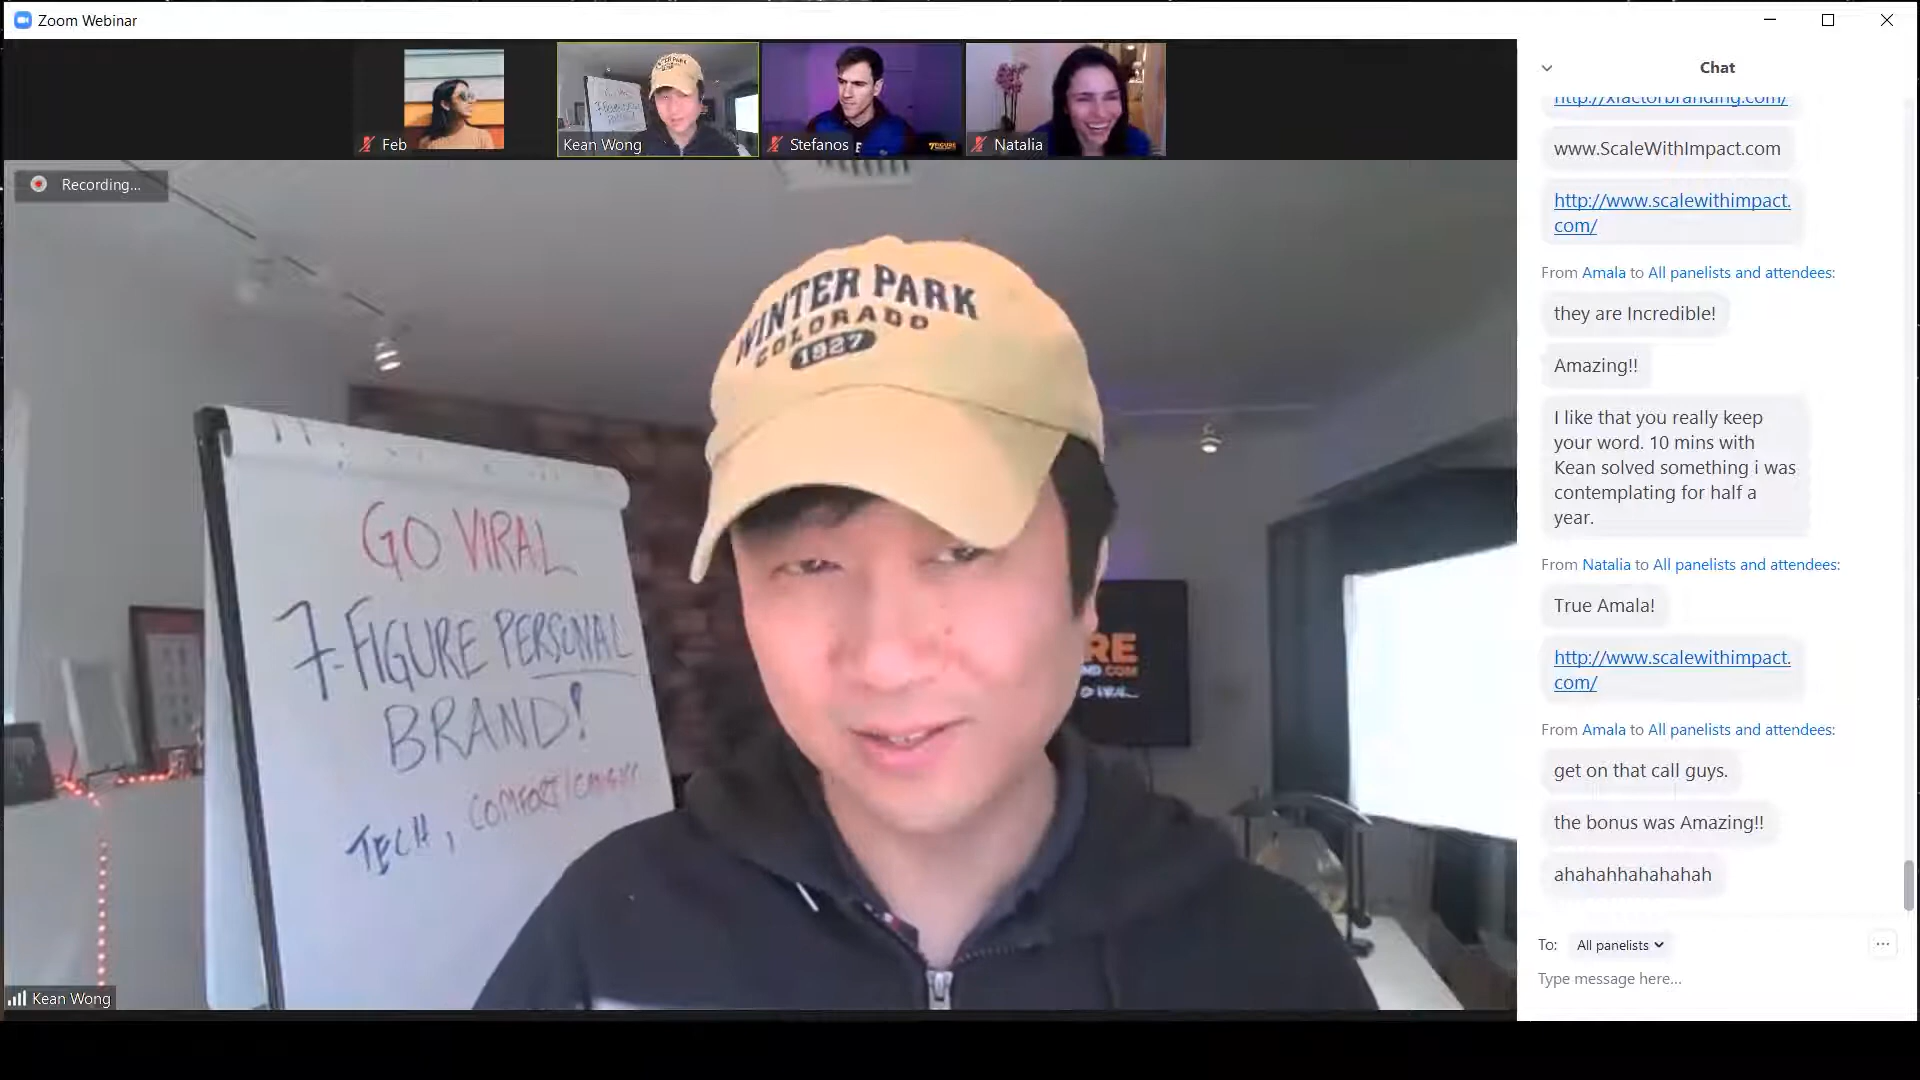 Zoom Webinar
Feb
Kean Wong
Stefanos
7FIGURE
Natalia
Recording...
WINTER PARK
COLORADO
1927
GO VIRAL
7-FIGURE PERSONAL
BRAND!
TECH,
Kean Wong
Chat
http://xfactorbranding.com/
www.ScaleWithImpact.com
http://www.scalewithimpact.
com/
From Amala to All panelists and attendees:
they are Incredible!
Amazing!!
I like that you really keep
your word. 10 mins with
Kean solved something i was
contemplating for half a
year.
From Natalia to All panelists and attendees:
True Amala!
http://www.scalewithimpact.
com/
From Amala to All panelists and attendees:
get on that call guys.
the bonus was Amazing!!
ahahahhahahahah
To: All panelists
...
Type message here...